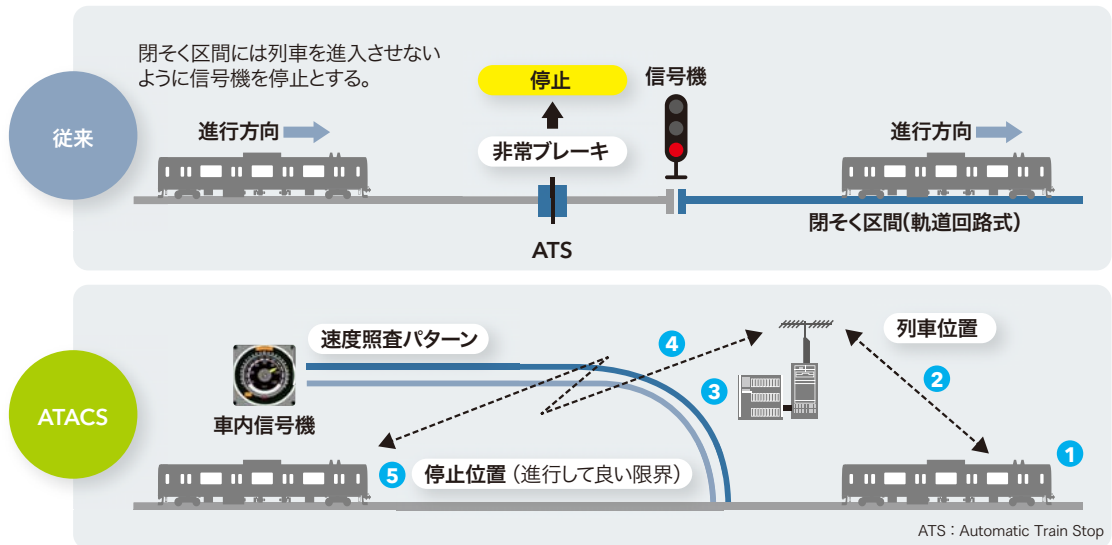 従来
閉そく区間には列車を進入させない
ように信号機を停止とする。
進行方向
停止
非常ブレーキ
ATS
信号機
進行方向
閉そく区間(軌道回路式)
ATACS
速度照査パターン
車内信号機
4
3
列車位置
2
1
5 停止位置(進行して良い限界)
ATS：Automatic Train Stop